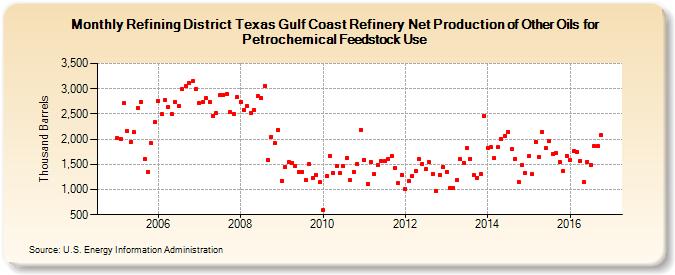 Monthly Refining District Texas Gulf Coast Refinery Net Production of Other Oils for
Petrochemical Feedstock Use
Thousand Barrels
3,500
3,000
2,500
2,000
1,500
1,000
500
2006 2008 2010 2012 2014 2016
Source: U.S. Energy Information Administration